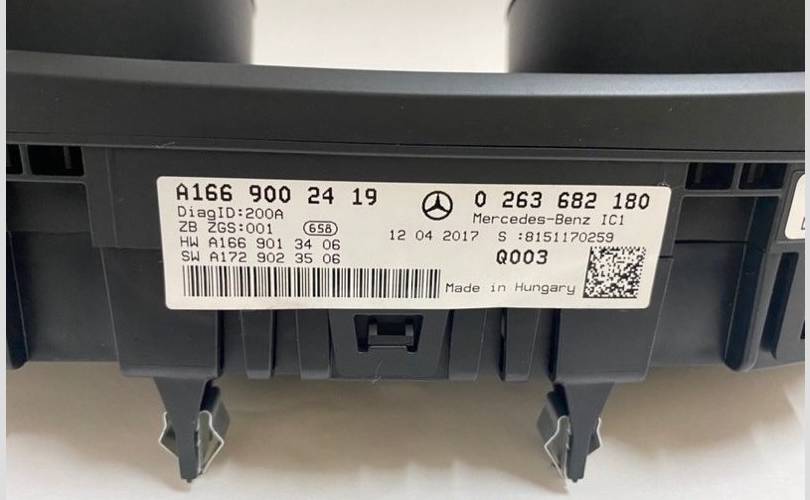 A166 900 24 19
0 263 682 180
DiagID:200A
Mercedes-Benz IC1
ZB ZGS:001
658
12 04 2017 S :8151170259
HW A166 901 34 06
SW A172 902 35 06
Q003
Made in Hungary